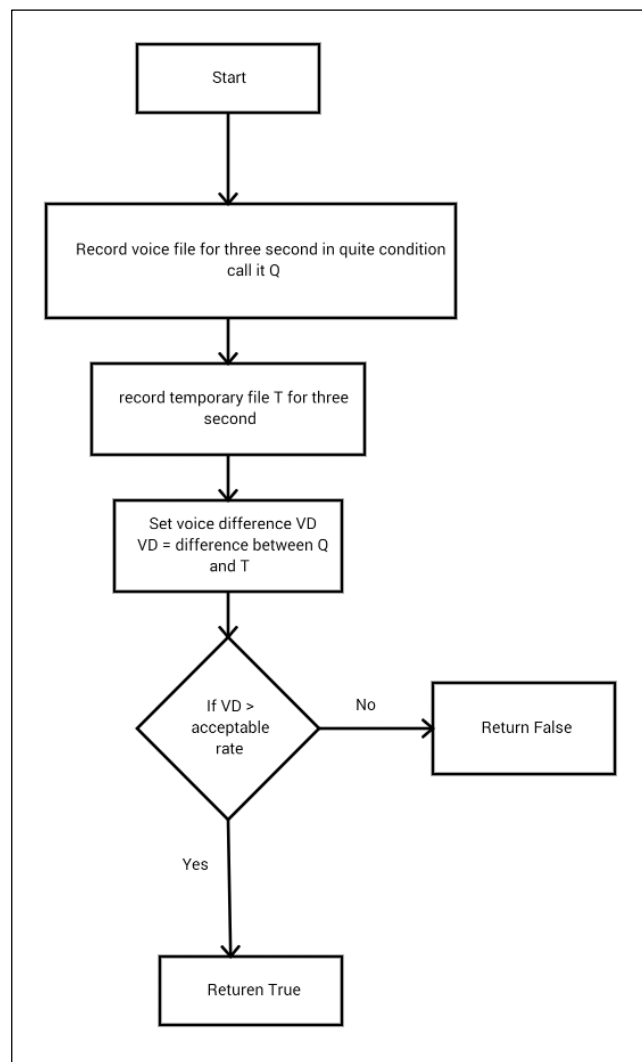 Start
Record voice file for three second in quite condition
call it Q
record temporary file T for three
second
Set voice difference VD
VD = difference between Q
and T
If VD >
acceptable
rate
No
Return False
Yes
Returen True